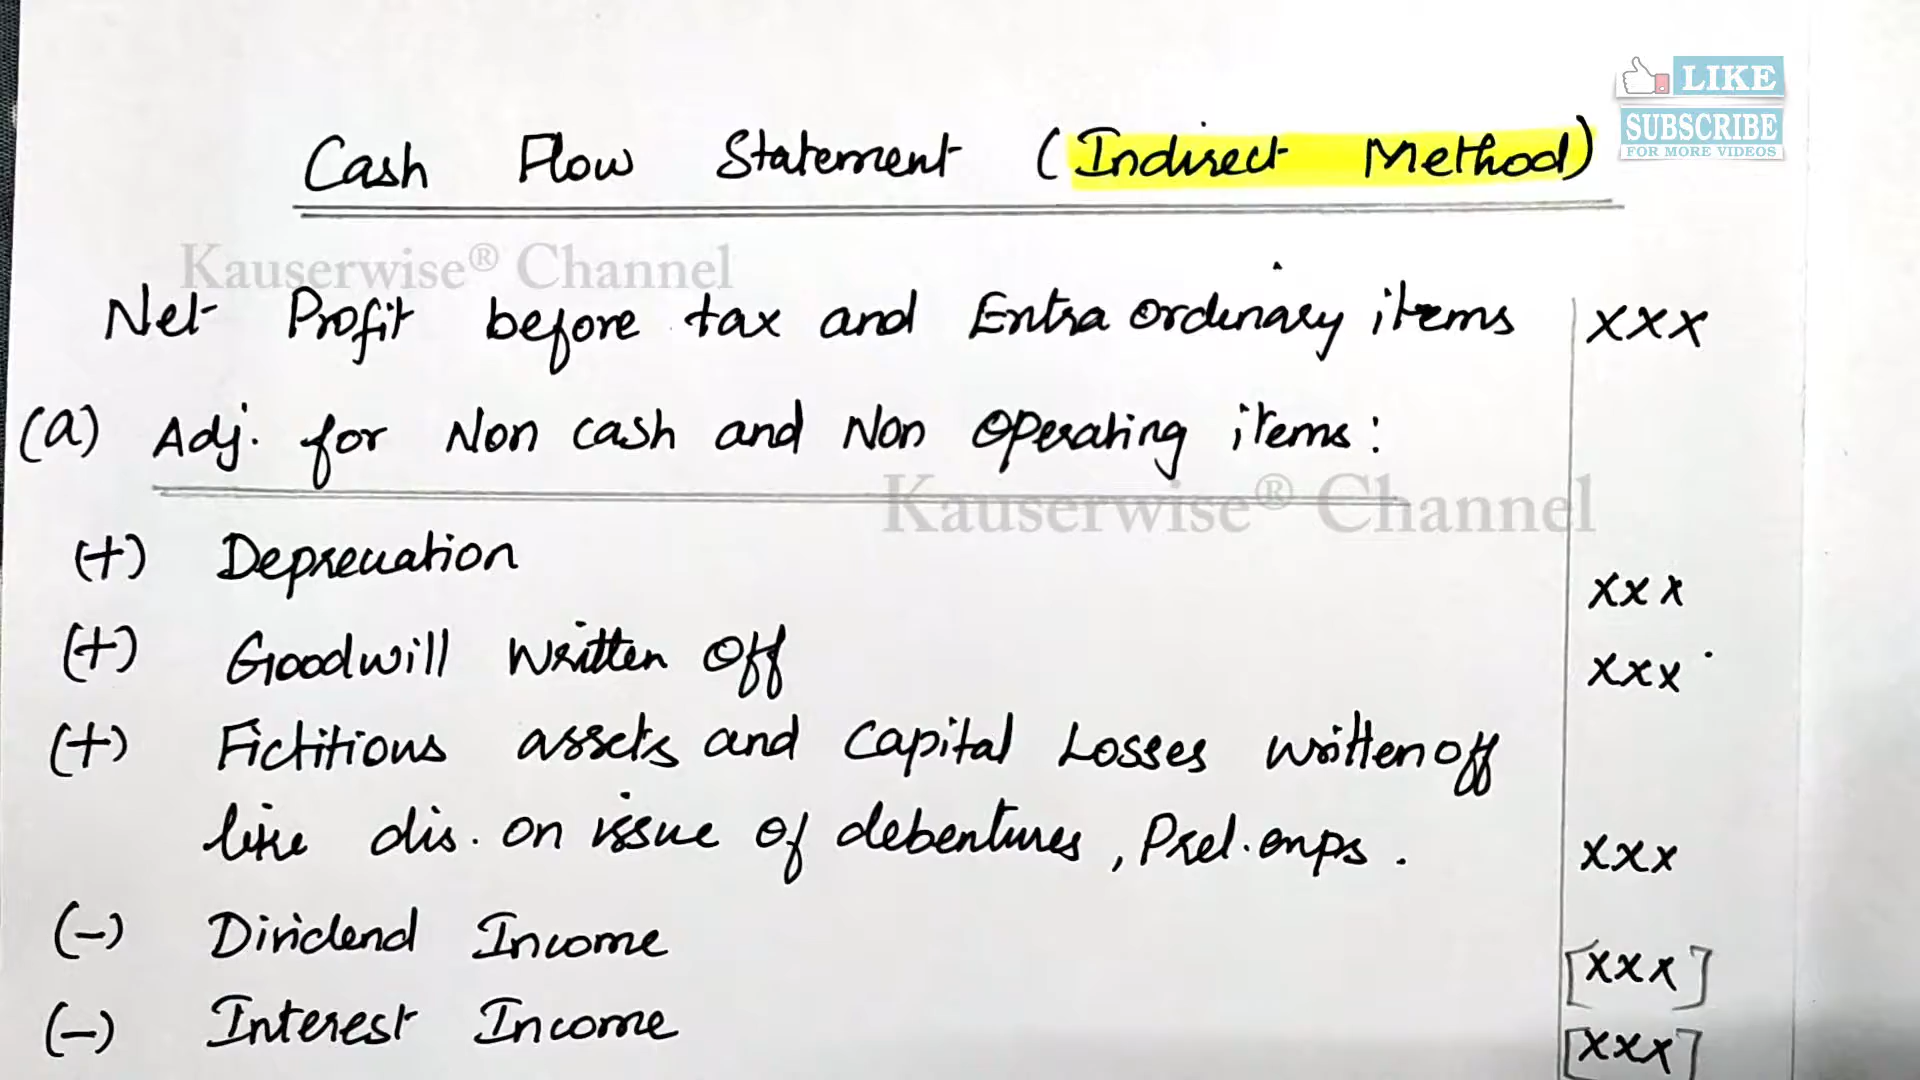 LIKE
SUBSCRIBE
FOR MORE VIDEOS
Cash Flow Statement (Indirect Method)
Kauserwise® Channel
Net Profit before tax and Extra ordinary items xxx
(a) Adj. for Non cash and Non operating items:
Kauserwise® Channel
(+) Depreciation xxx
(+) Goodwill written off xxx
(+) Fictitious assets and Capital Losses written off
like dis. on issue of debentures, Prel. exps. xxx
(-) Dividend Income [xxx]
(-) Interest Income [xxx]